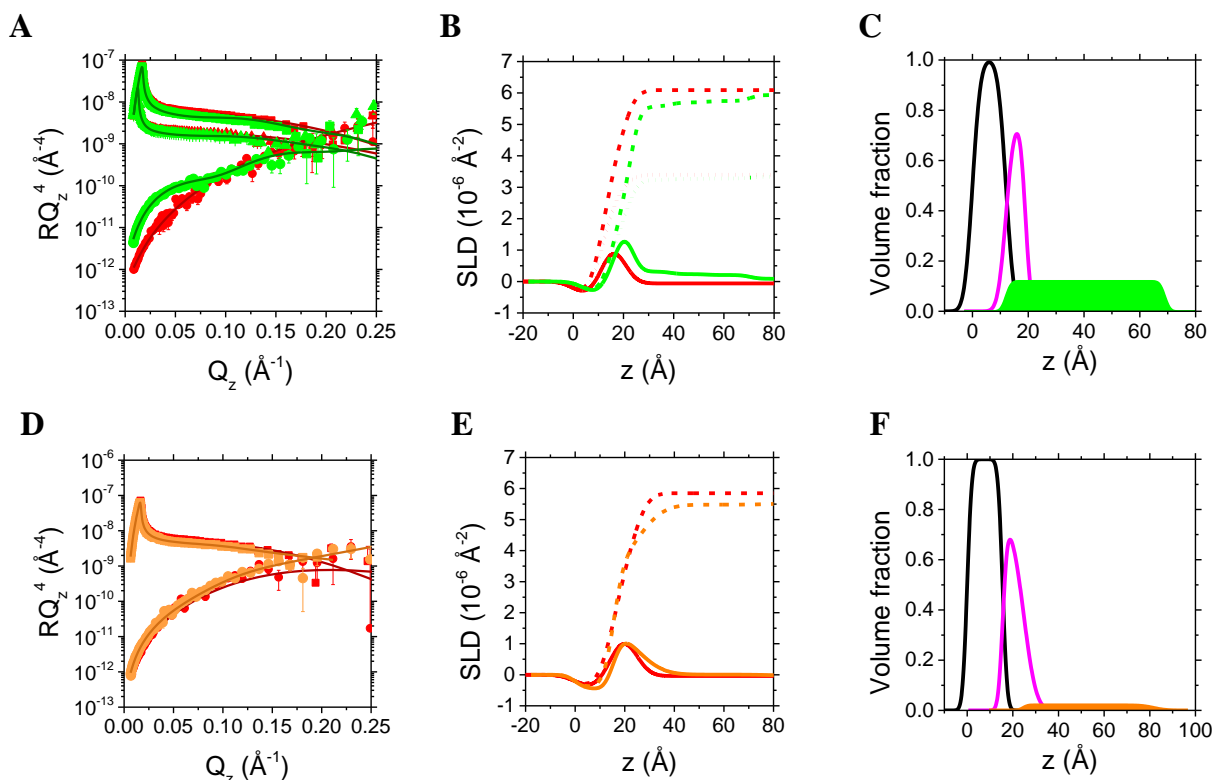 A
B
C
10⁻⁷
10⁻⁸
10⁻⁹
10⁻¹⁰
10⁻¹¹
10⁻¹²
10⁻¹³
RQz⁴ (Å⁻⁴)
0.00 0.05 0.10 0.15 0.20 0.25
Qz (Å⁻¹)
7
6
5
4
3
2
1
0
-1
SLD (10⁻⁶ Å⁻²)
-20 0 20 40 60 80
z (Å)
1.0
0.8
0.6
0.4
0.2
0.0
Volume fraction
0 20 40 60 80
z (Å)
D
E
F
10⁻⁶
10⁻⁷
10⁻⁸
10⁻⁹
10⁻¹⁰
10⁻¹¹
10⁻¹²
10⁻¹³
RQz⁴ (Å⁻⁴)
0.00 0.05 0.10 0.15 0.20 0.25
Qz (Å⁻¹)
7
6
5
4
3
2
1
0
-1
SLD (10⁻⁶ Å⁻²)
-20 0 20 40 60 80
z (Å)
1.0
0.8
0.6
0.4
0.2
0.0
Volume fraction
0 20 40 60 80 100
z (Å)